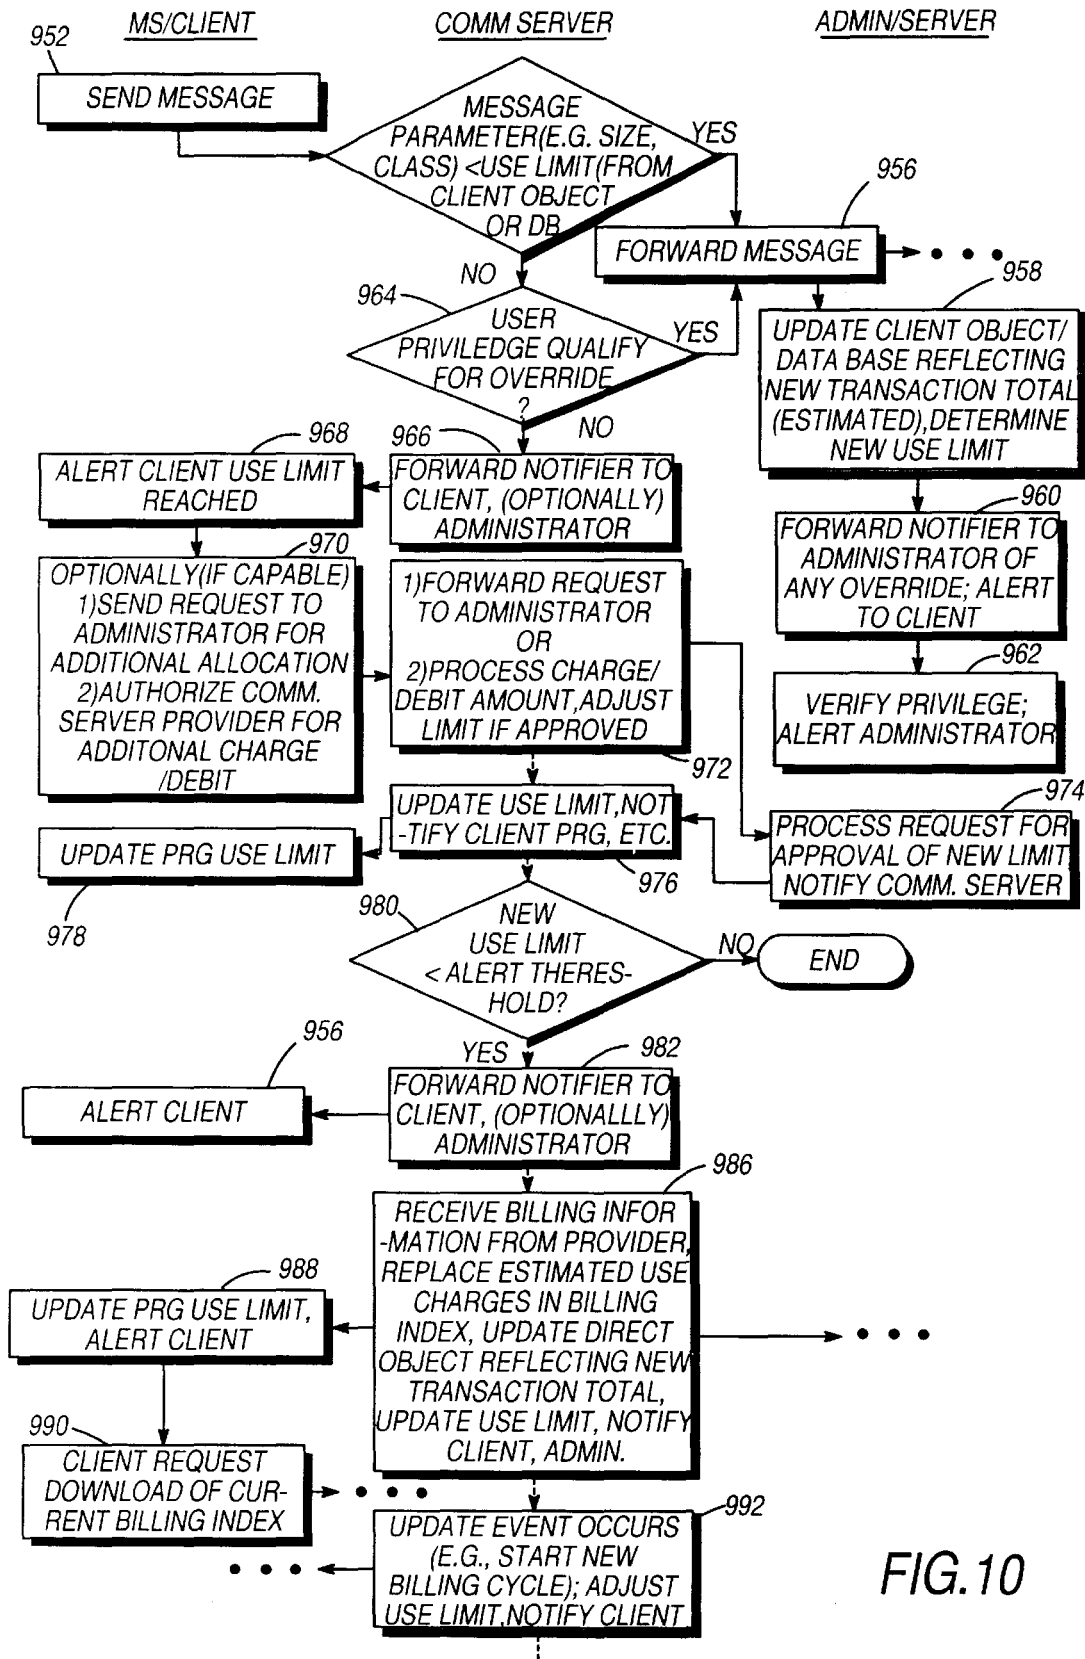 MS/CLIENT
COMM SERVER
ADMIN/SERVER
952
SEND MESSAGE
MESSAGE
PARAMETER(E.G. SIZE,
CLASS) <USE LIMIT(FROM
CLIENT OBJECT
OR DB
YES
NO
956
FORWARD MESSAGE
• • •
958
UPDATE CLIENT OBJECT/
DATA BASE REFLECTING
NEW TRANSACTION TOTAL
(ESTIMATED),DETERMINE
NEW USE LIMIT
964
USER
PRIVILEDGE QUALIFY
FOR OVERRIDE
?
YES
NO
968
ALERT CLIENT USE LIMIT
REACHED
966
FORWARD NOTIFIER TO
CLIENT, (OPTIONALLY)
ADMINISTRATOR
960
FORWARD NOTIFIER TO
ADMINISTRATOR OF
ANY OVERRIDE; ALERT
TO CLIENT
970
OPTIONALLY(IF CAPABLE)
1)SEND REQUEST TO
ADMINISTRATOR FOR
ADDITIONAL ALLOCATION
2)AUTHORIZE COMM.
SERVER PROVIDER FOR
ADDITONAL CHARGE
/DEBIT
1)FORWARD REQUEST
TO ADMINISTRATOR
OR
2)PROCESS CHARGE/
DEBIT AMOUNT,ADJUST
LIMIT IF APPROVED
972
962
VERIFY PRIVILEGE;
ALERT ADMINISTRATOR
974
PROCESS REQUEST FOR
APPROVAL OF NEW LIMIT
NOTIFY COMM. SERVER
UPDATE USE LIMIT,NOT
-TIFY CLIENT PRG, ETC.
976
UPDATE PRG USE LIMIT
978
980
NEW
USE LIMIT
< ALERT THERES-
HOLD?
NO
END
YES
956
ALERT CLIENT
982
FORWARD NOTIFIER TO
CLIENT, (OPTIONALLLY)
ADMINISTRATOR
986
RECEIVE BILLING INFOR
-MATION FROM PROVIDER,
REPLACE ESTIMATED USE
CHARGES IN BILLING
INDEX, UPDATE DIRECT
OBJECT REFLECTING NEW
TRANSACTION TOTAL,
UPDATE USE LIMIT, NOTIFY
CLIENT, ADMIN.
• • •
988
UPDATE PRG USE LIMIT,
ALERT CLIENT
990
CLIENT REQUEST
DOWNLOAD OF CUR-
RENT BILLING INDEX
• • •
992
UPDATE EVENT OCCURS
(E.G., START NEW
BILLING CYCLE); ADJUST
USE LIMIT,NOTIFY CLIENT
• • •
FIG.10